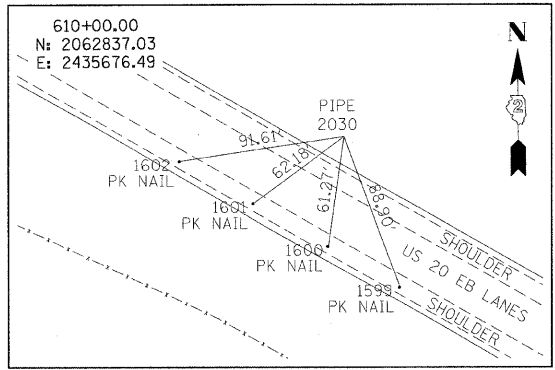 610+00.00
N: 2062837.03
E: 2435676.49
N
2
PIPE
2030
91.61'
62.18'
61.27'
88.90'
1602
PK NAIL
1601
PK NAIL
1600
PK NAIL
1599
PK NAIL
SHOULDER
US 20 EB LANES
SHOULDER